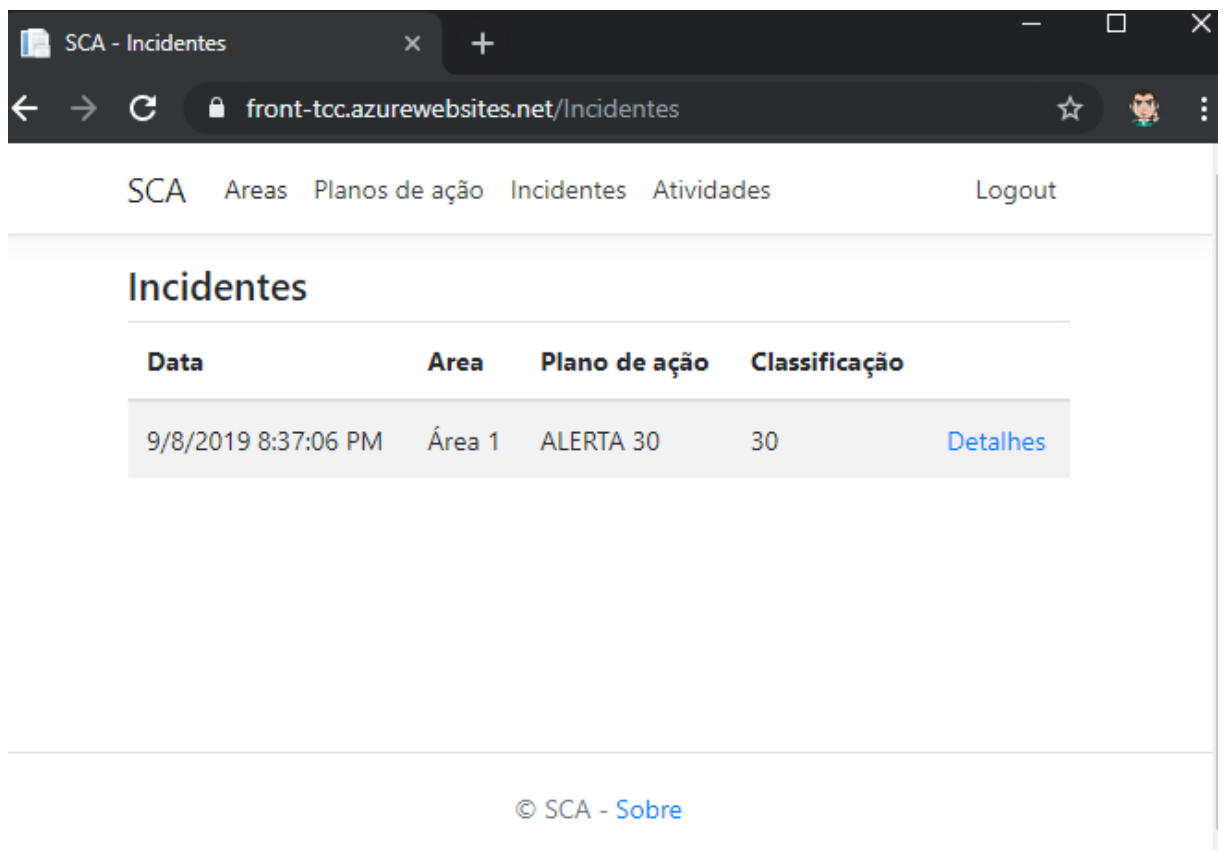 SCA - Incidentes
front-tcc.azurewebsites.net/Incidentes
SCA Areas Planos de ação Incidentes Atividades Logout
Incidentes
Data Area Plano de ação Classificação
9/8/2019 8:37:06 PM Área 1 ALERTA 30 30 Detalhes
© SCA - Sobre